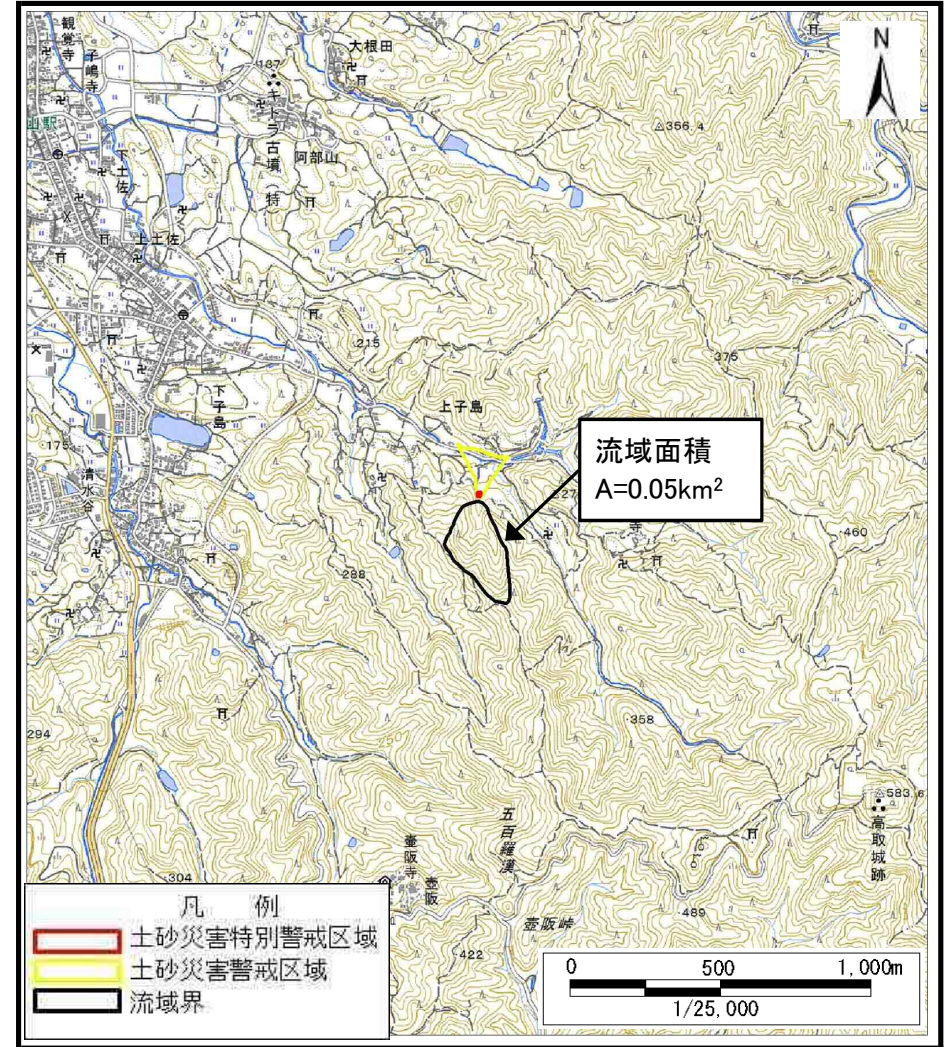 観覚寺
子嶋寺
大根田
N
137
キトラ古墳(特)
山駅
356.4
下土佐
阿部山
上土佐
215
375
下子島
上子島
流域面積
A=0.05km²
175
清水谷
寺
460
288
358
294
583.6
五百羅漢
高取城跡
壷阪寺
壺阪
304
壺阪峠
489
422
凡 例
土砂災害特別警戒区域
土砂災害警戒区域
流域界
0 500 1,000m
1/25,000